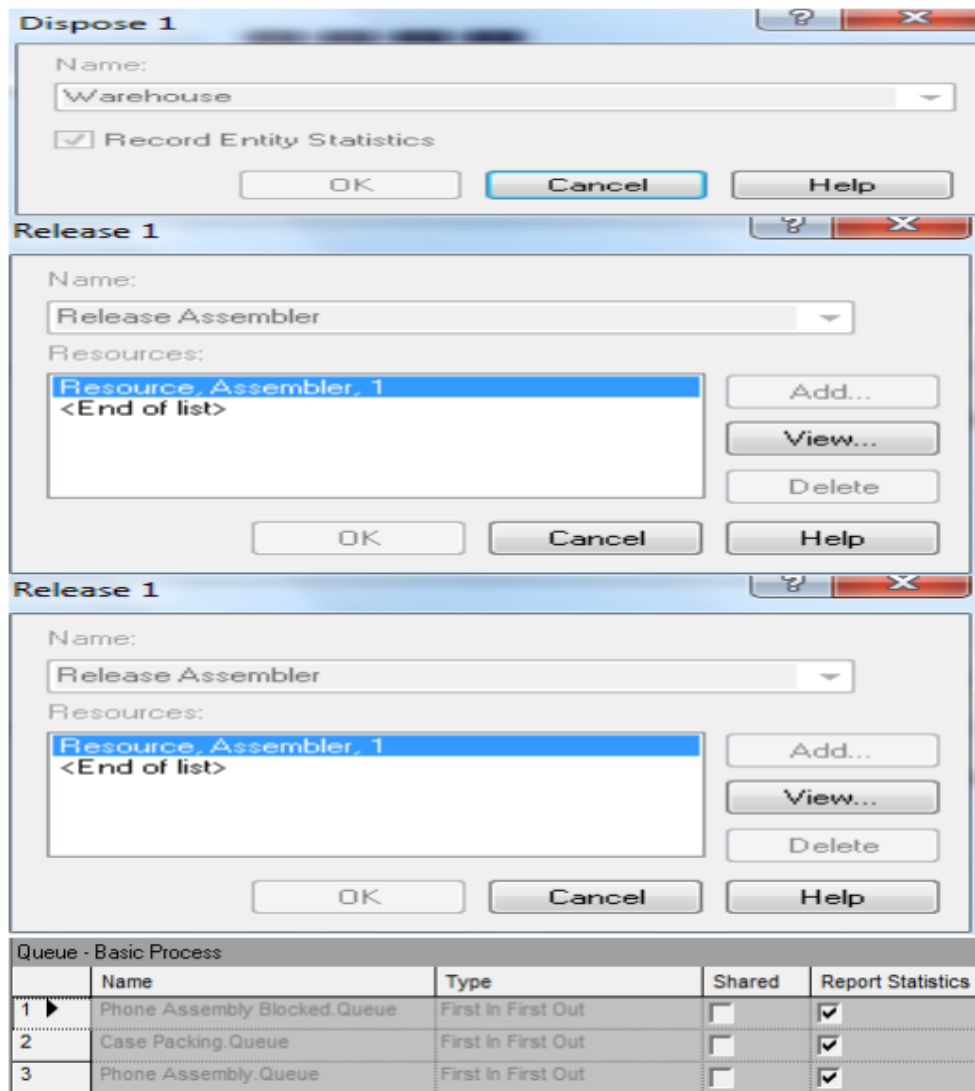 Dispose 1
Name:
Warehouse
Record Entity Statistics
OK Cancel Help
Release 1
Name:
Release Assembler
Resources:
Resource, Assembler, 1
<End of list>
Add...
View...
Delete
OK Cancel Help
Release 1
Name:
Release Assembler
Resources:
Resource, Assembler, 1
<End of list>
Add...
View...
Delete
OK Cancel Help
Queue - Basic Process
Name Type Shared Report Statistics
1 Phone Assembly Blocked.Queue First In First Out
2 Case Packing.Queue First In First Out
3 Phone Assembly.Queue First In First Out